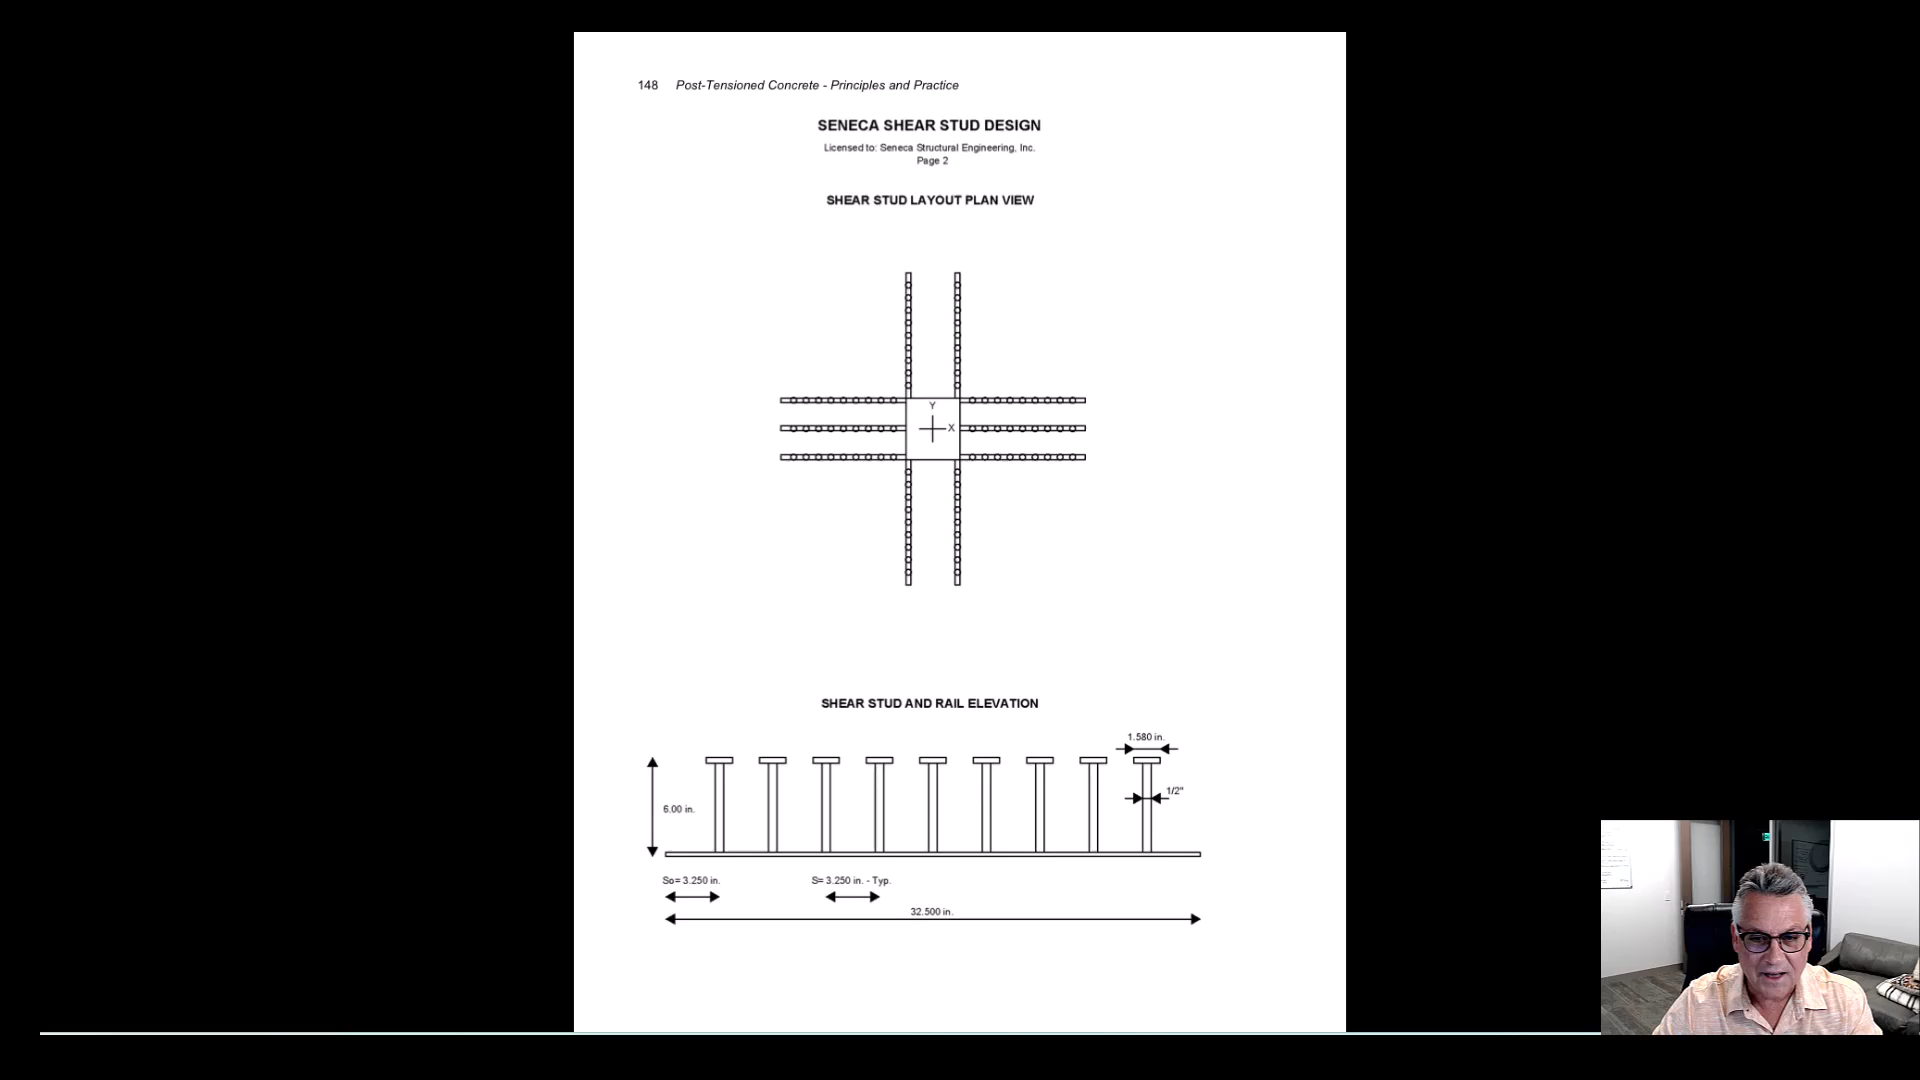 148 Post-Tensioned Concrete - Principles and Practice
SENECA SHEAR STUD DESIGN
Licensed to: Seneca Structural Engineering, Inc.
Page 2
SHEAR STUD LAYOUT PLAN VIEW
Y
X
SHEAR STUD AND RAIL ELEVATION
1.580 in.
1/2"
6.00 in.
So= 3.250 in.
S= 3.250 in. - Typ.
32.500 in.